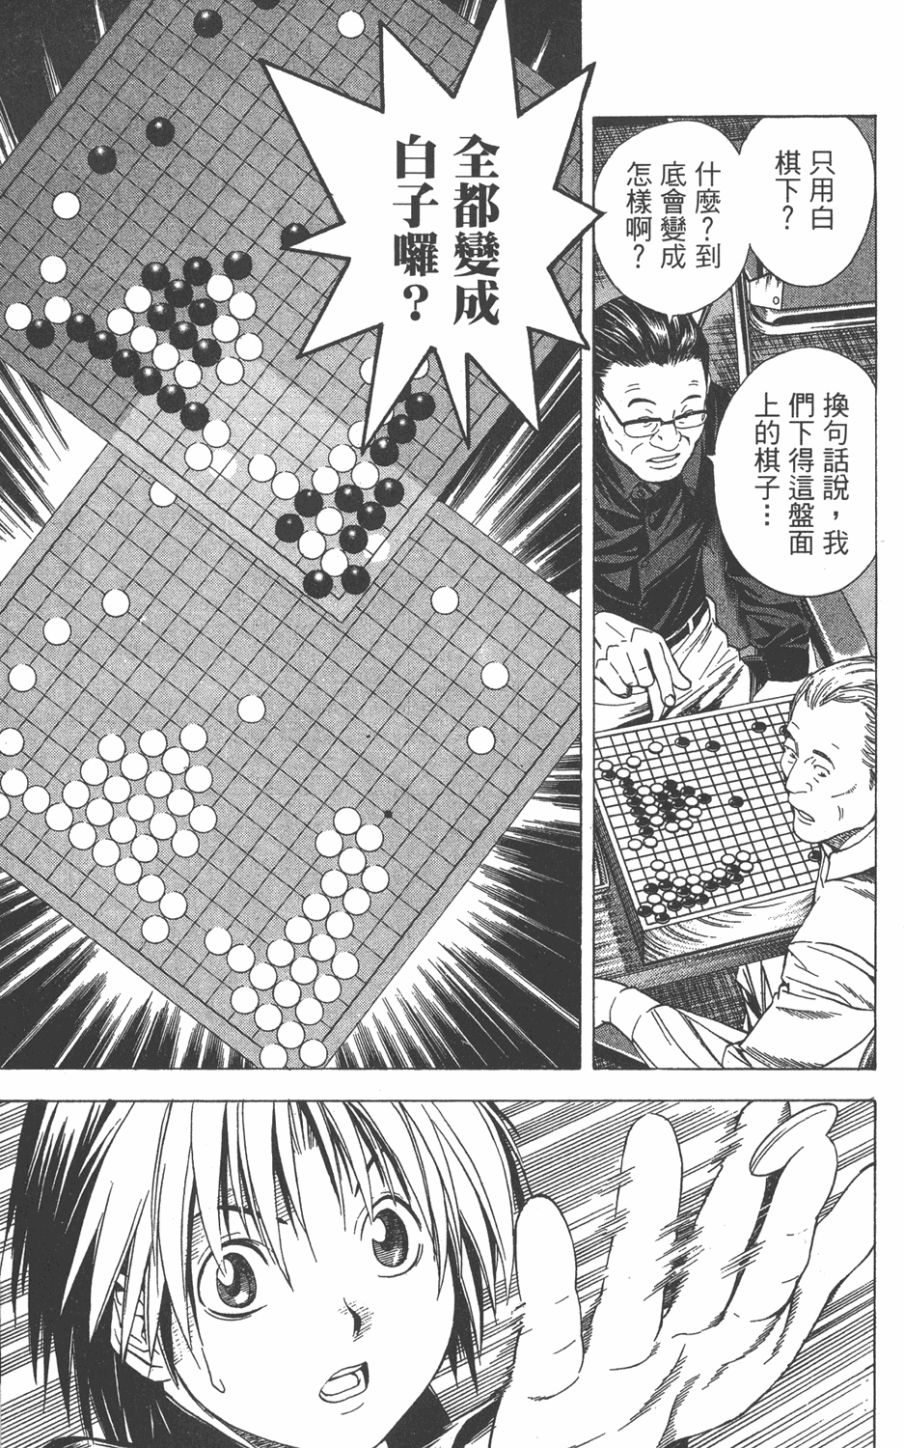 只用白
棋下？
什麼？到
底會變成
怎樣啊？
換句話說，我
們下得這盤面
上的棋子…
全都變成
白子囉？